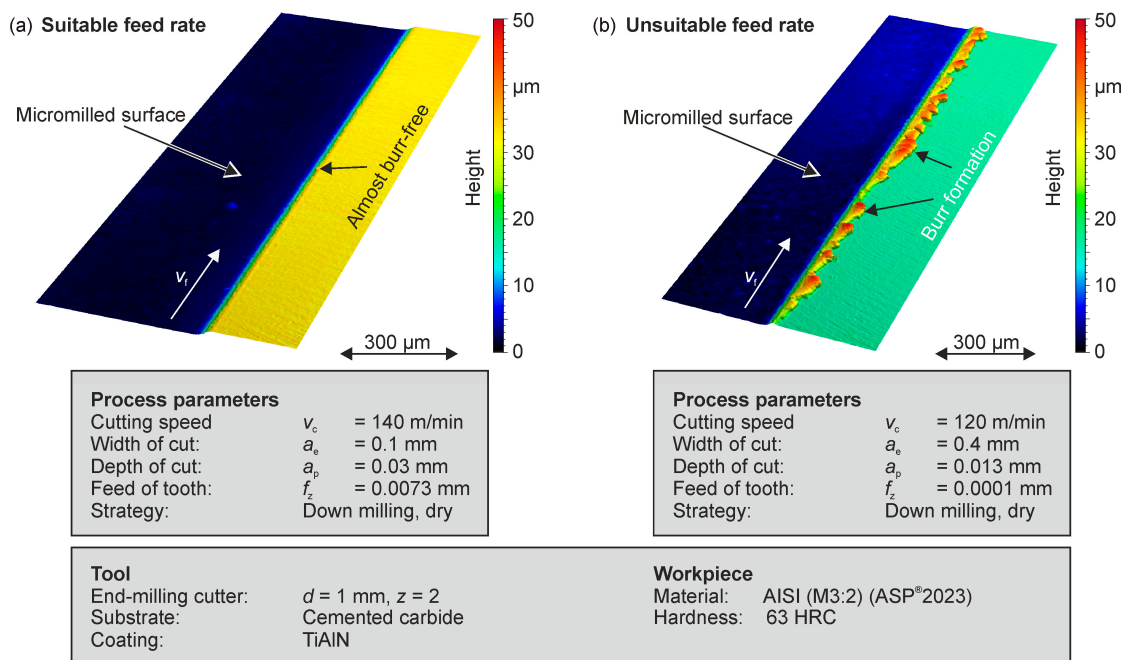 (a) Suitable feed rate
50
μm
40
30
20
10
0
Height
Micromilled surface
Almost burr-free
vf
300 μm
(b) Unsuitable feed rate
50
μm
40
30
20
10
0
Height
Micromilled surface
Burr formation
vf
300 μm
Process parameters
Cutting speed vc = 140 m/min
Width of cut: ae = 0.1 mm
Depth of cut: ap = 0.03 mm
Feed of tooth: fz = 0.0073 mm
Strategy: Down milling, dry
Process parameters
Cutting speed vc = 120 m/min
Width of cut: ae = 0.4 mm
Depth of cut: ap = 0.013 mm
Feed of tooth: fz = 0.0001 mm
Strategy: Down milling, dry
Tool
End-milling cutter: d = 1 mm, z = 2
Substrate: Cemented carbide
Coating: TiAlN
Workpiece
Material: AISI (M3:2) (ASP®2023)
Hardness: 63 HRC